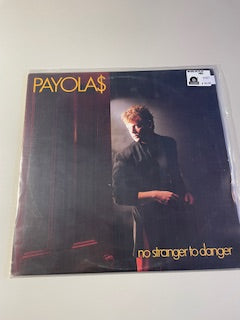 PAYOLA$
no stranger to danger